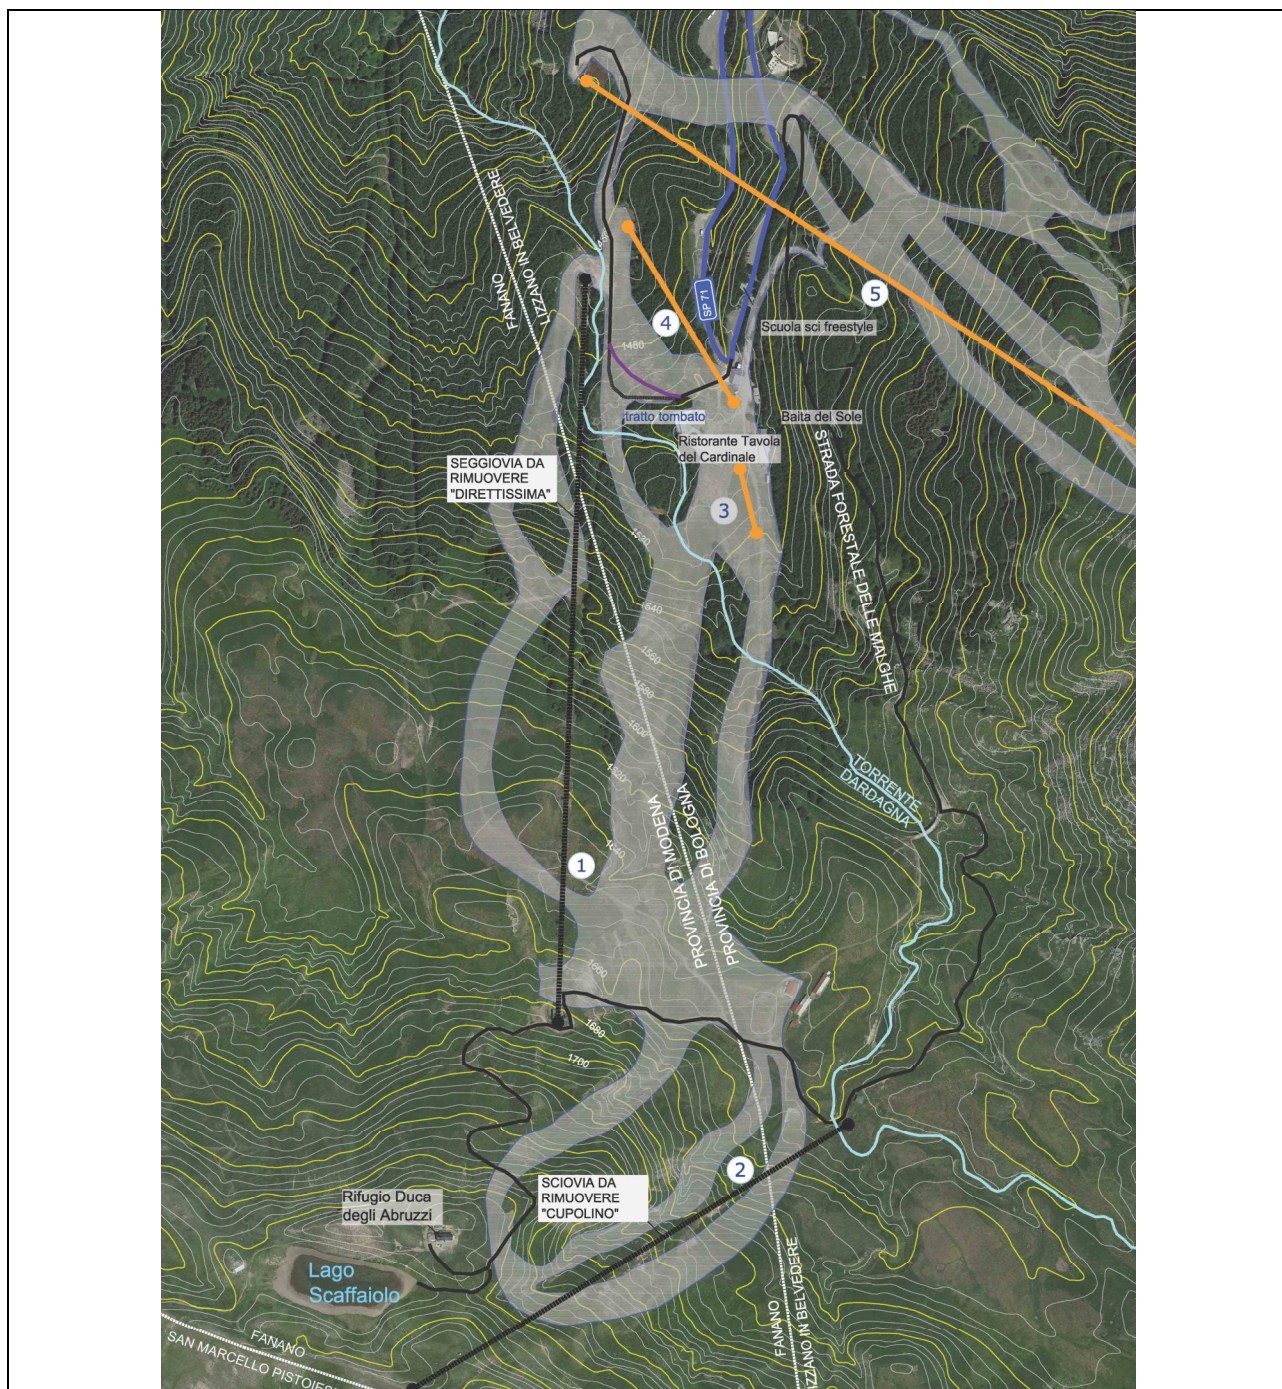 FANANO
LIZZANO IN BELVEDERE
5
SP 71
4
Scuola sci freestyle
1480
tratto tombato
Baita del Sole
Ristorante Tavola
del Cardinale
STRADA FORESTALE DELLE MALGHE
SEGGIOVIA DA
RIMUOVERE
"DIRETTISSIMA"
3
1640
1560
1580
1600
1620
TORRENTE
DARDAGNA
PROVINCIA DI MODENA
PROVINCIA DI BOLOGNA
1640
1
1660
1680
1700
2
SCIOVIA DA
RIMUOVERE
"CUPOLINO"
Rifugio Duca
degli Abruzzi
Lago
Scaffaiolo
FANANO
SAN MARCELLO PISTOIESE
FANANO
LIZZANO IN BELVEDERE